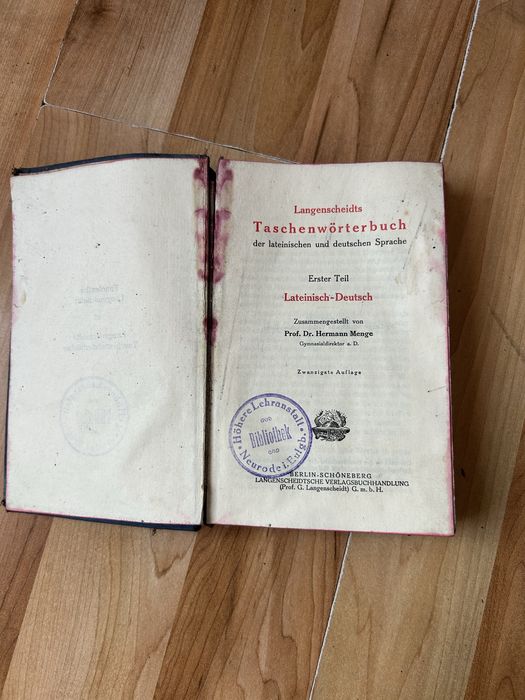 Langenscheidts
Taschenwörterbuch
der lateinischen und deutschen Sprache
Erster Teil
Lateinisch-Deutsch
Zusammengestellt von
Prof. Dr. Hermann Menge
Gymnasialdirektor a. D.
Zwanzigste Auflage
Höhere Lehranstalt
Bibliothek
Neurode i. Eulgb.
BERLIN-SCHÖNEBERG
LANGENSCHEIDTSCHE VERLAGSBUCHHANDLUNG
(Prof. G. Langenscheidt) G. m. b. H.